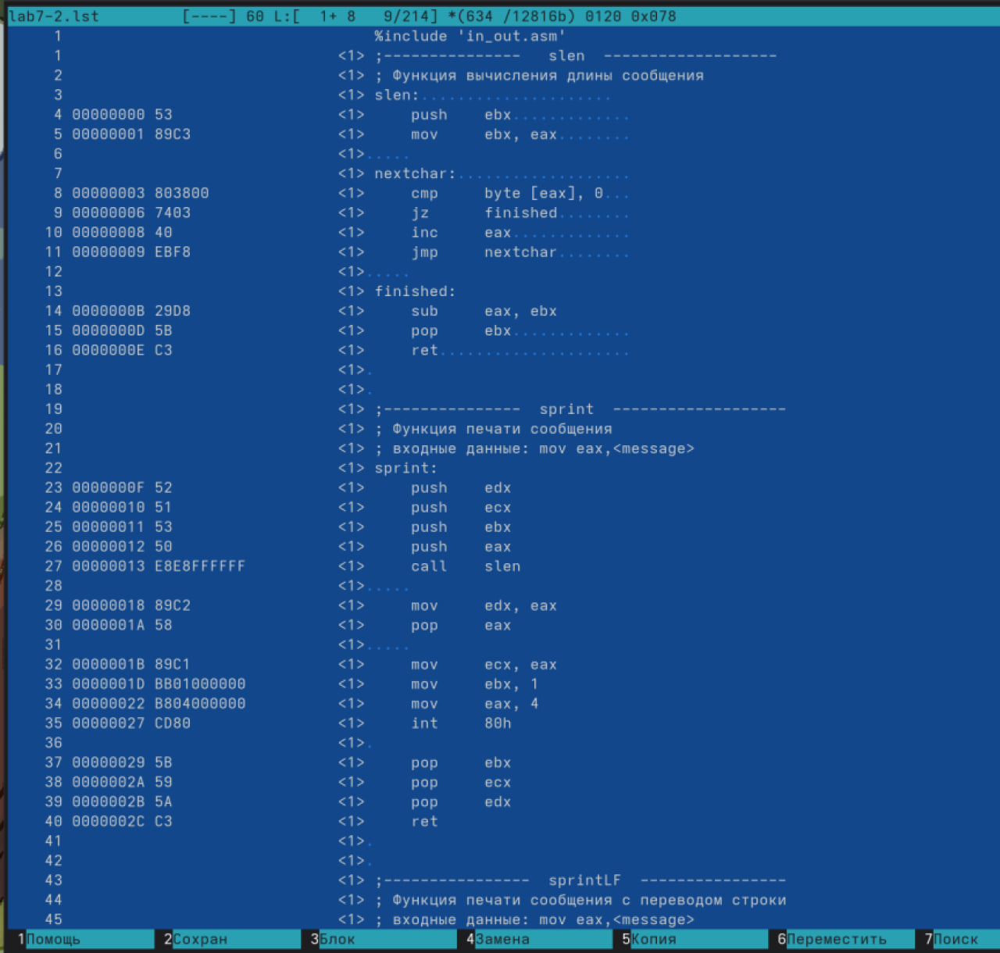 lab7-2.lst         [----] 60 L:[  1+ 8   9/214] *(634 /12816b) 0120 0x078
1 %include 'in_out.asm'
1 <1> ;---------------   slen  -------------------
2 <1> ; Функция вычисления длины сообщения
3 <1> slen:.....................
4 00000000 53 <1>     push    ebx.............
5 00000001 89C3 <1>     mov     ebx, eax........
6 <1>.....
7 <1> nextchar:...................
8 00000003 803800 <1>     cmp     byte [eax], 0...
9 00000006 7403 <1>     jz      finished........
10 00000008 40 <1>     inc     eax.............
11 00000009 EBF8 <1>     jmp     nextchar........
12 <1>.....
13 <1> finished:
14 0000000B 29D8 <1>     sub     eax, ebx
15 0000000D 5B <1>     pop     ebx.............
16 0000000E C3 <1>     ret.....................
17 <1>.
18 <1>.
19 <1> ;---------------  sprint  -------------------
20 <1> ; Функция печати сообщения
21 <1> ; входные данные: mov eax,<message>
22 <1> sprint:
23 0000000F 52 <1>     push    edx
24 00000010 51 <1>     push    ecx
25 00000011 53 <1>     push    ebx
26 00000012 50 <1>     push    eax
27 00000013 E8E8FFFFFF <1>     call    slen
28 <1>.....
29 00000018 89C2 <1>     mov     edx, eax
30 0000001A 58 <1>     pop     eax
31 <1>.....
32 0000001B 89C1 <1>     mov     ecx, eax
33 0000001D BB01000000 <1>     mov     ebx, 1
34 00000022 B804000000 <1>     mov     eax, 4
35 00000027 CD80 <1>     int     80h
36 <1>.
37 00000029 5B <1>     pop     ebx
38 0000002A 59 <1>     pop     ecx
39 0000002B 5A <1>     pop     edx
40 0000002C C3 <1>     ret
41 <1>.
42 <1>.
43 <1> ;----------------  sprintLF  ----------------
44 <1> ; Функция печати сообщения с переводом строки
45 <1> ; входные данные: mov eax,<message>
1Помощь 2Сохран 3Блок 4Замена 5Копия 6Переместить 7Поиск